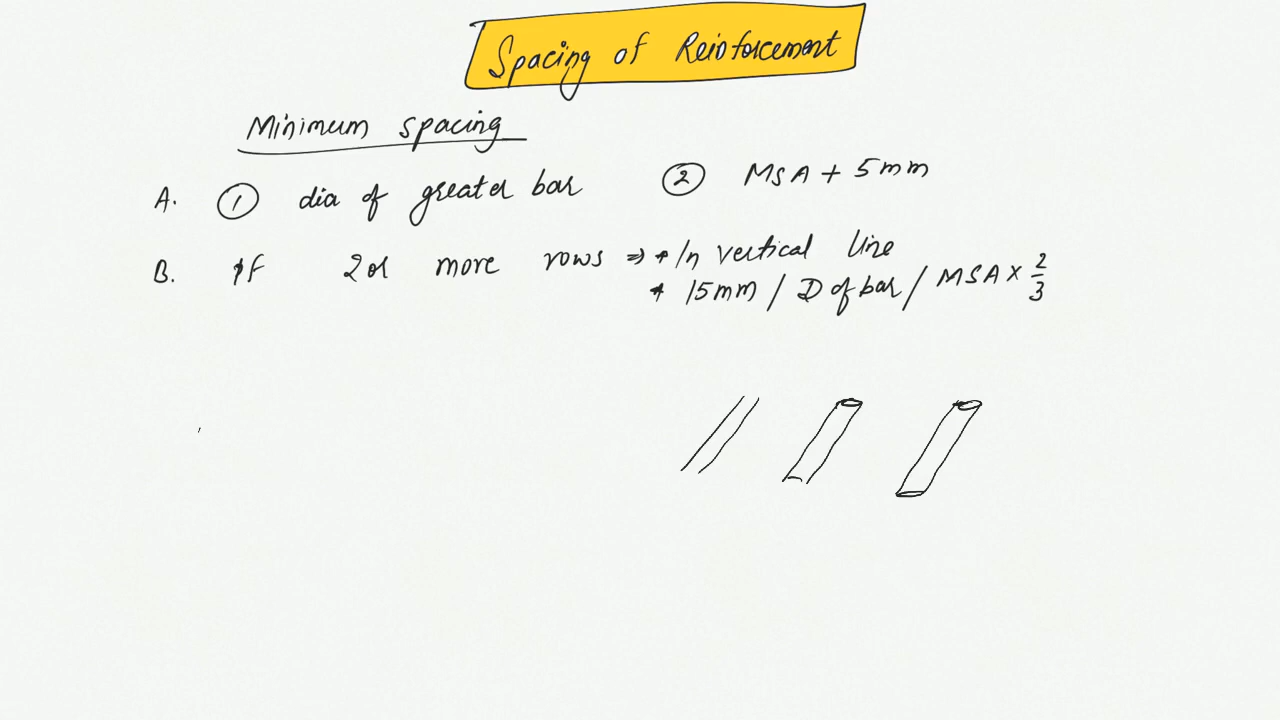 Spacing of Reinforcement
Minimum spacing
A. ① dia of greater bar ② MSA + 5mm
B. If 2 or more rows ⇒ * In vertical line
* 15mm / D of bar / MSA × 2/3